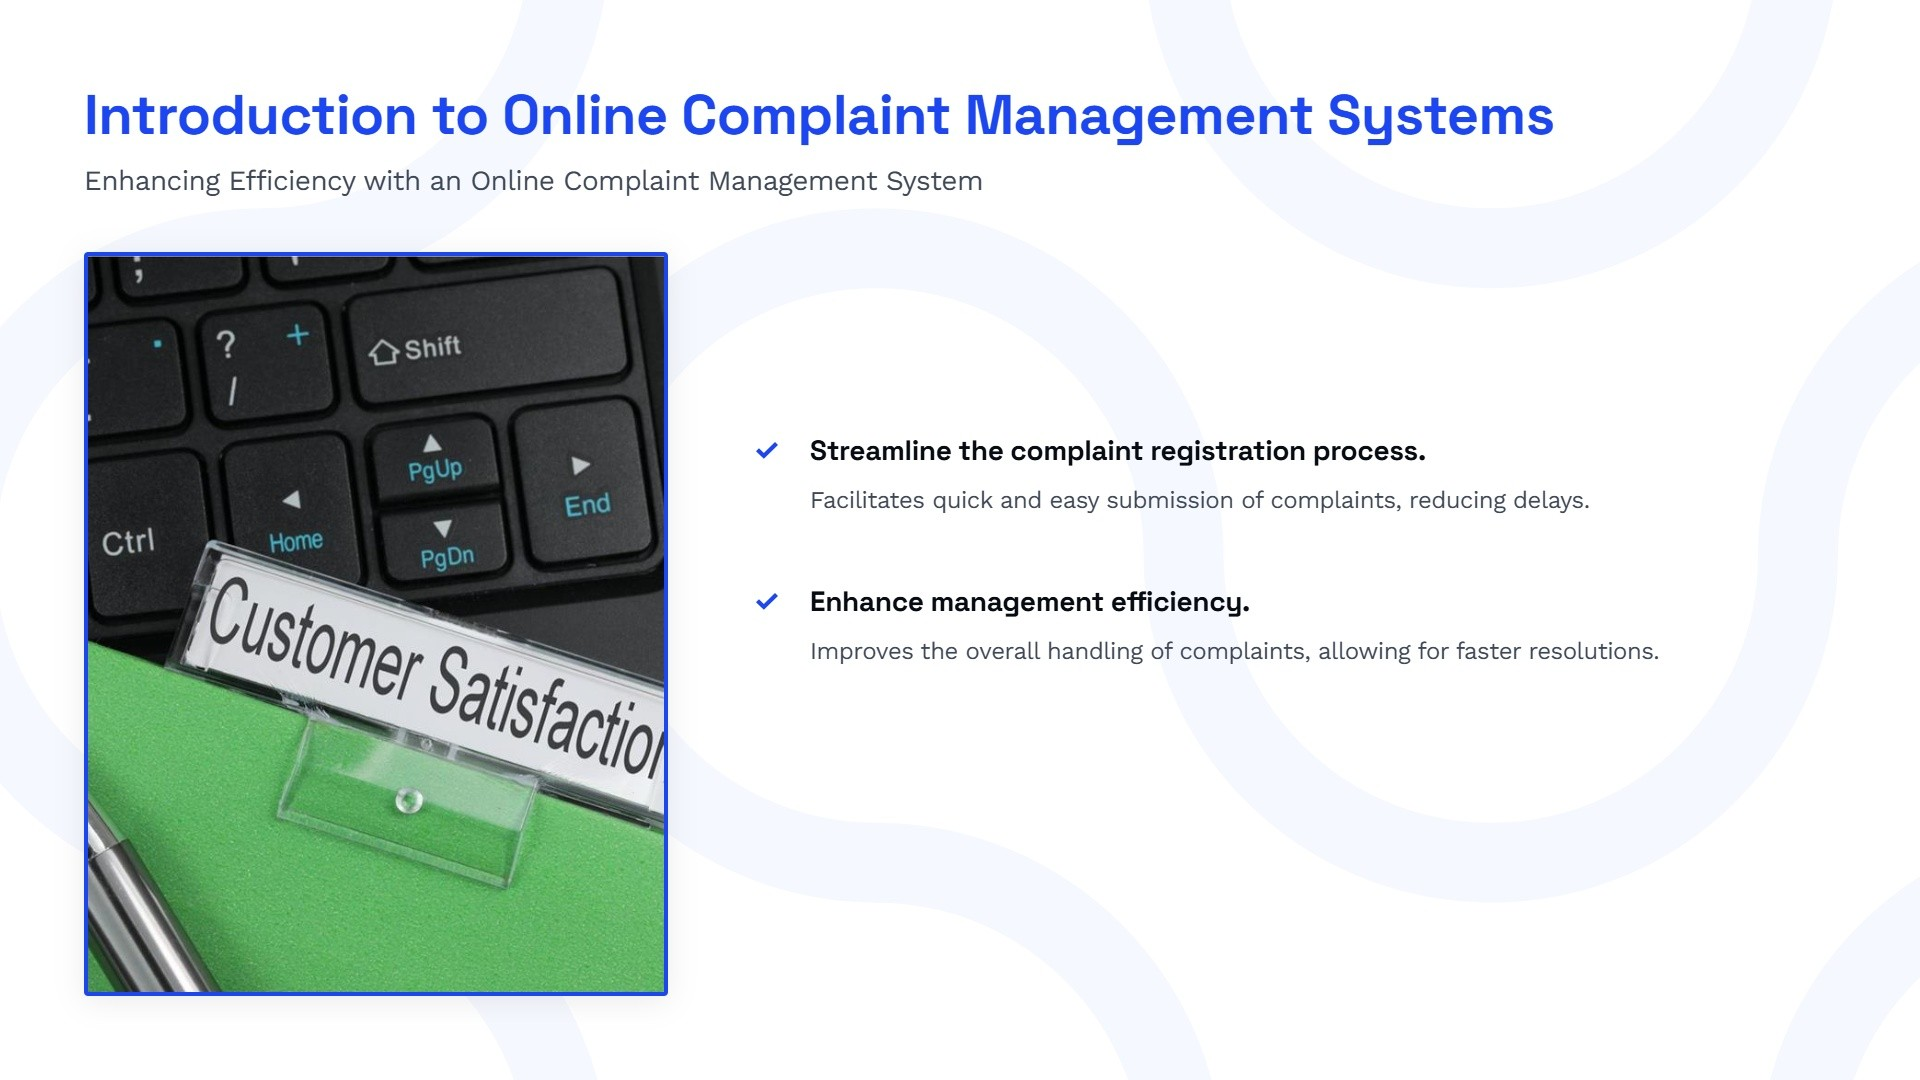 Introduction to Online Complaint Management Systems
Enhancing Efficiency with an Online Complaint Management System
;
? +
/
Shift
PgUp
End
Home
PgDn
Ctrl
Customer Satisfaction
Streamline the complaint registration process.
Facilitates quick and easy submission of complaints, reducing delays.
Enhance management efficiency.
Improves the overall handling of complaints, allowing for faster resolutions.